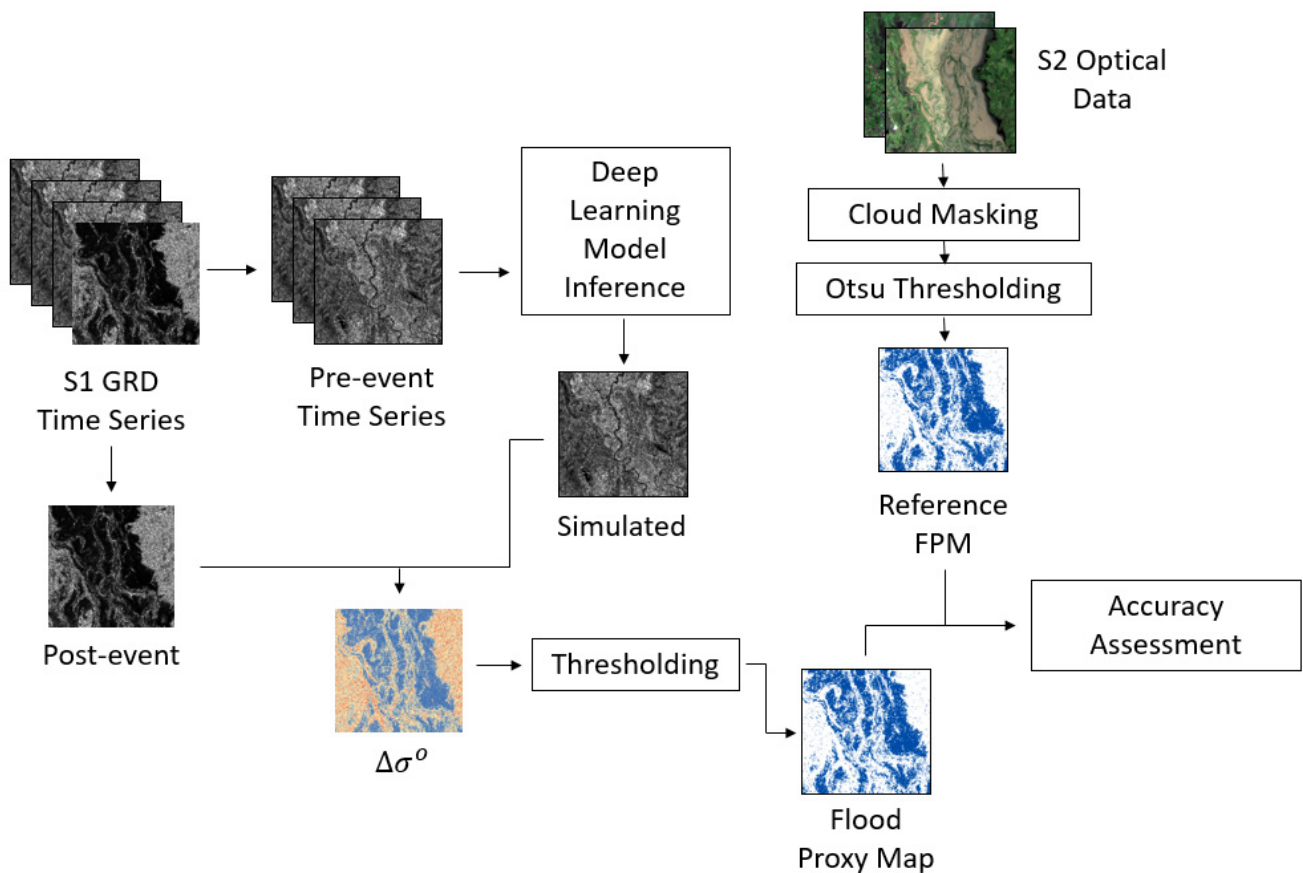 S2 Optical
Data
Deep
Learning
Model
Inference
Cloud Masking
Otsu Thresholding
S1 GRD
Time Series
Pre-event
Time Series
Simulated
Reference
FPM
Post-event
Accuracy
Assessment
Thresholding
Δσᵒ
Flood
Proxy Map